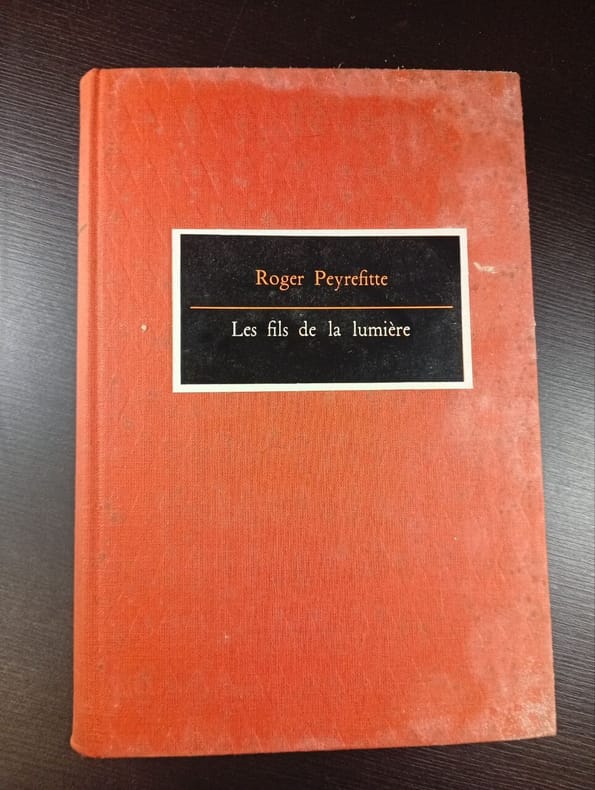 Roger Peyrefitte
Les fils de la lumière